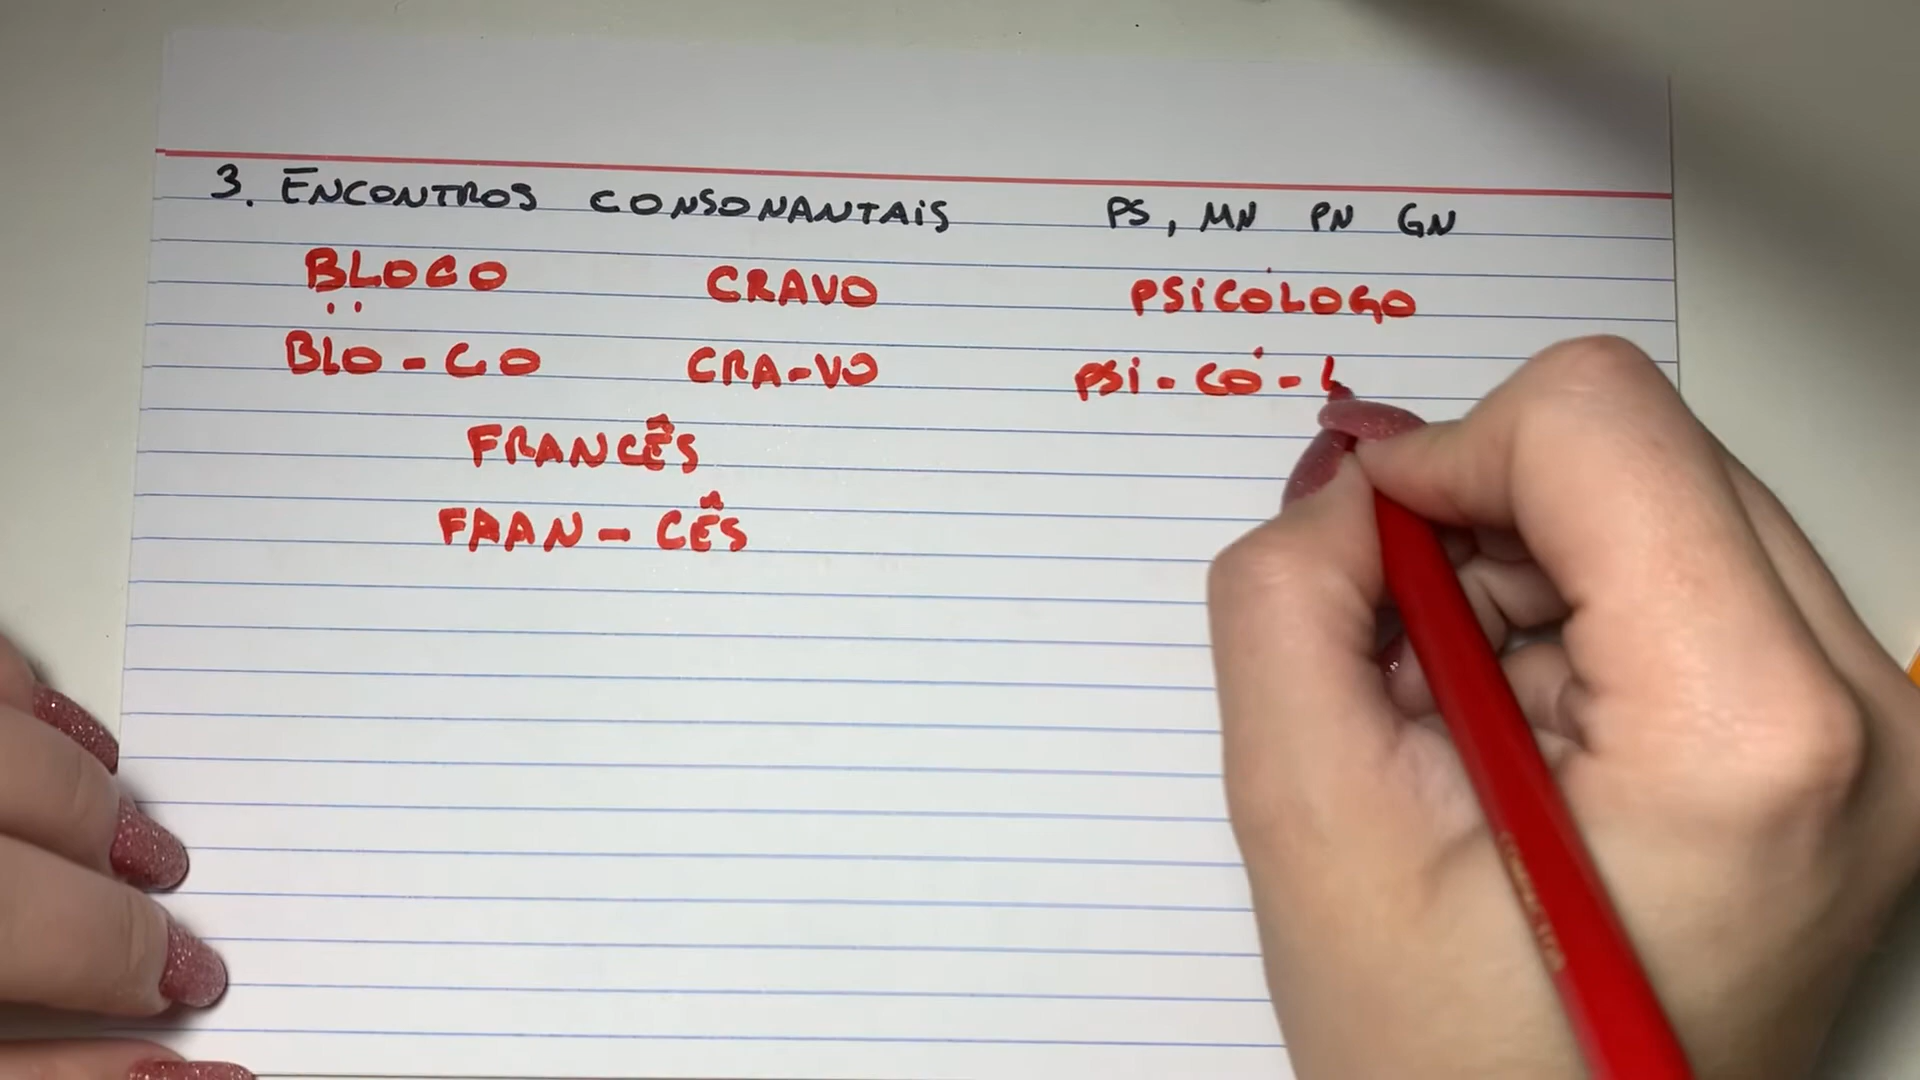 3. ENCONTROS CONSONANTAIS PS, MN PN GN
BLOCO CRAVO PSICÓLOGO
BLO - CO CRA - VO PSI - CÓ - L
FRANCÊS
FRAN - CÊS